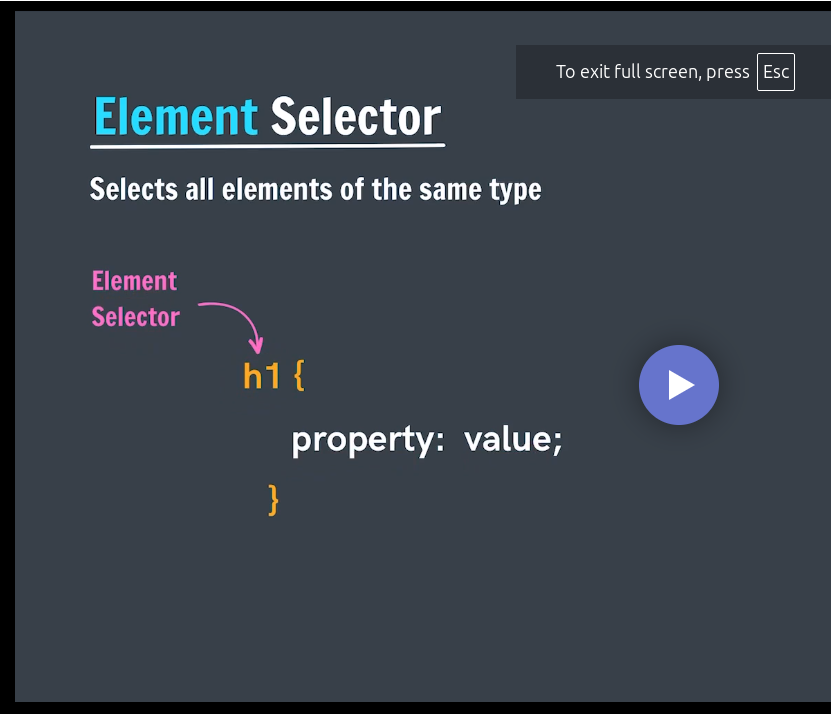 To exit full screen, press Esc
Element Selector
Selects all elements of the same type
Element
Selector
h1 {
property: value;
}